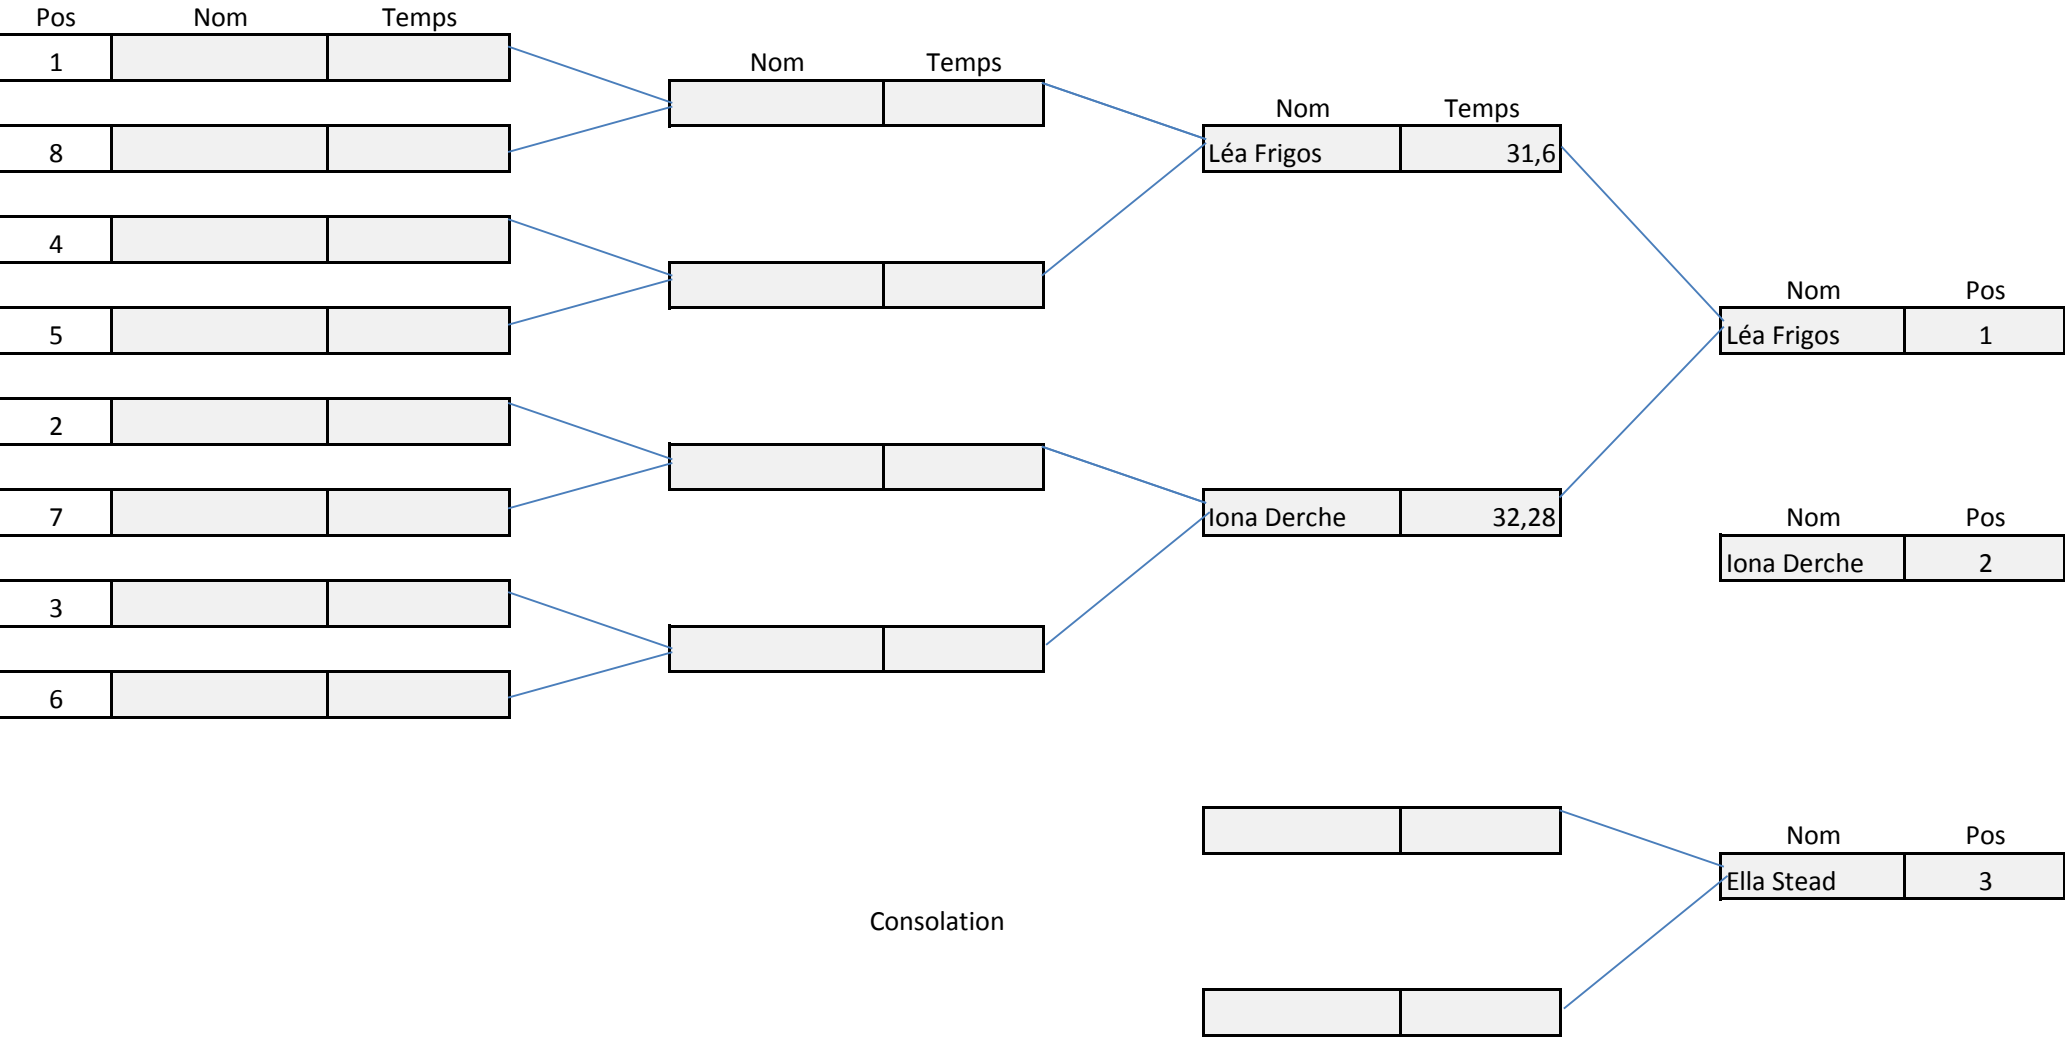 Pos Nom Temps
1
Nom Temps
8
Nom Temps
Léa Frigos 31,6
4
5
Nom Pos
Léa Frigos 1
2
7
Iona Derche 32,28
Nom Pos
Iona Derche 2
3
6
Nom Pos
Ella Stead 3
Consolation